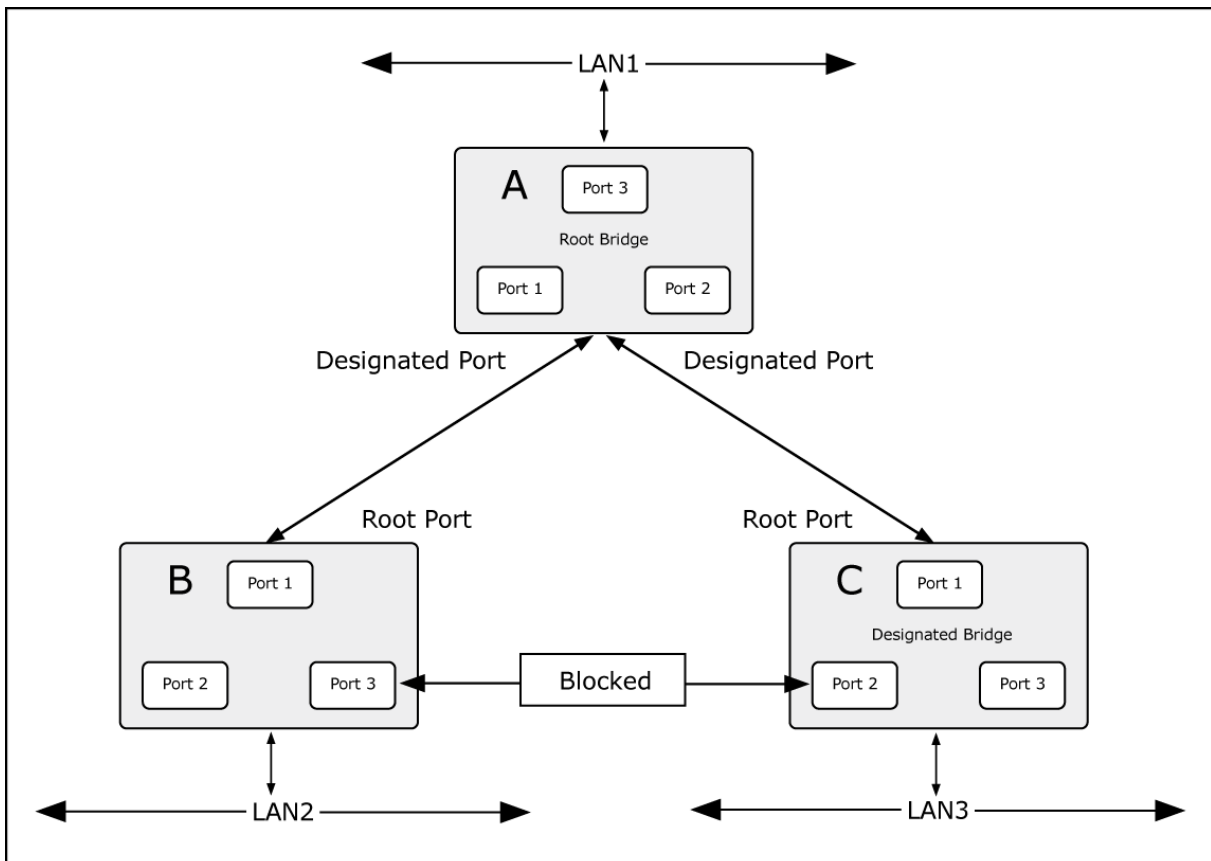 LAN1
A
Port 3
Root Bridge
Port 1
Port 2
Designated Port
Designated Port
Root Port
Root Port
B
Port 1
C
Port 1
Designated Bridge
Port 2
Port 3
Blocked
Port 2
Port 3
LAN2
LAN3